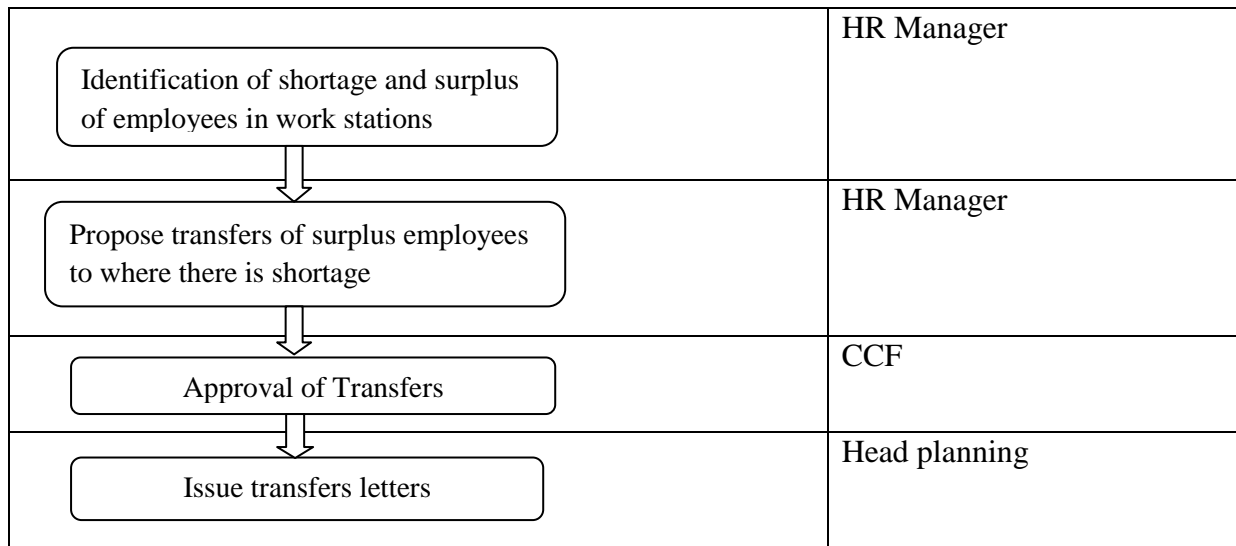 HR Manager
Identification of shortage and surplus
of employees in work stations
HR Manager
Propose transfers of surplus employees
to where there is shortage
CCF
Approval of Transfers
Head planning
Issue transfers letters